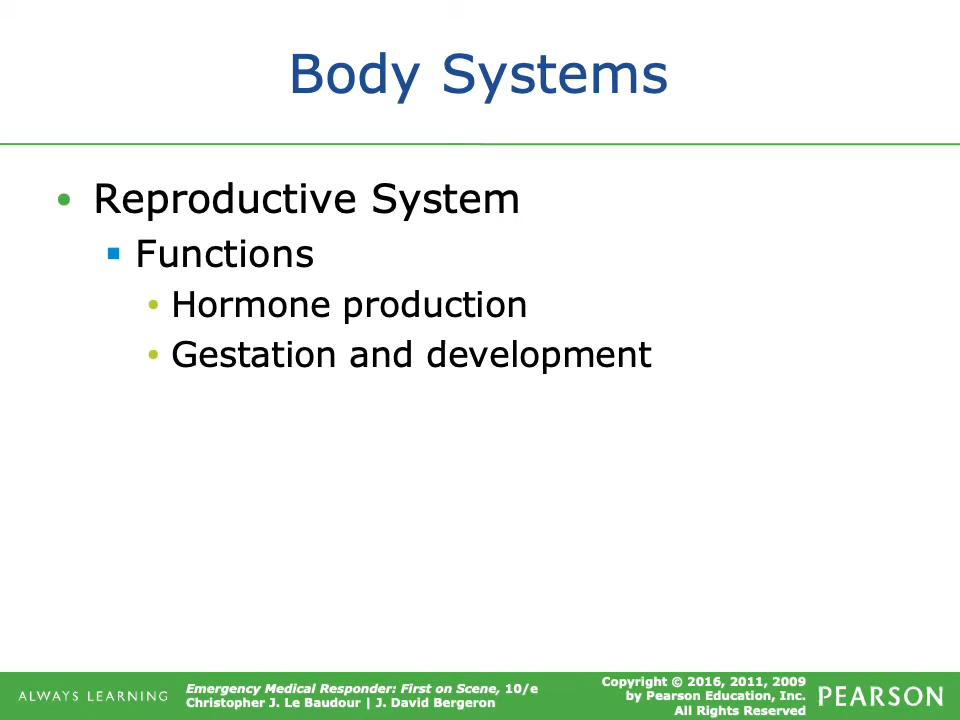 Body Systems
• Reproductive System
▪ Functions
• Hormone production
• Gestation and development
ALWAYS LEARNING
Emergency Medical Responder: First on Scene, 10/e
Christopher J. Le Baudour | J. David Bergeron
Copyright © 2016, 2011, 2009
by Pearson Education, Inc.
All Rights Reserved
PEARSON